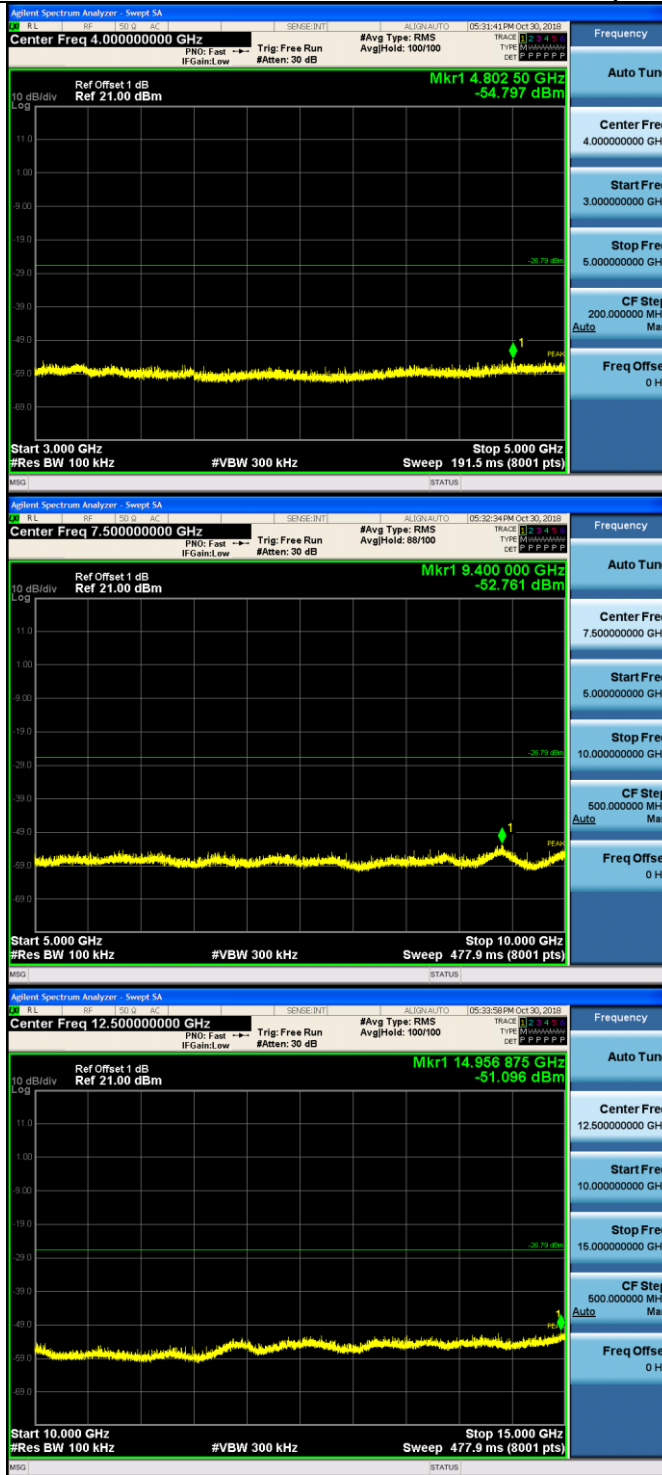 Agilent Spectrum Analyzer - Swept SA
RL RF 50 Ω AC SENSE:INT ALIGNAUTO 05:31:41 PM Oct 30, 2018
Center Freq 4.000000000 GHz #Avg Type: RMS TRACE 1 2 3 4 5 6 Frequency
PNO: Fast Trig: Free Run Avg|Hold: 100/100 TYPE M
IFGain:Low #Atten: 30 dB DET P P P P P P
Auto Tun
Mkr1 4.802 50 GHz
Ref Offset 1 dB
10 dB/div Ref 21.00 dBm -54.797 dBm
Log
Center Fre
4.000000000 GH
11.0
1.00
Start Fre
3.000000000 GH
-9.00
-19.0
Stop Fre
5.000000000 GH
-26.79 dBm
-29.0
CF Ste
200.000000 MH
Auto Ma
-39.0
-49.0
1
PEAK
Freq Offse
0 H
-59.0
-69.0
Start 3.000 GHz Stop 5.000 GHz
#Res BW 100 kHz #VBW 300 kHz Sweep 191.5 ms (8001 pts)
MSG STATUS
Agilent Spectrum Analyzer - Swept SA
RL RF 50 Ω AC SENSE:INT ALIGNAUTO 05:32:34 PM Oct 30, 2018
Center Freq 7.500000000 GHz #Avg Type: RMS TRACE 1 2 3 4 5 6 Frequency
PNO: Fast Trig: Free Run Avg|Hold: 88/100 TYPE M
IFGain:Low #Atten: 30 dB DET P P P P P P
Auto Tun
Mkr1 9.400 000 GHz
Ref Offset 1 dB
10 dB/div Ref 21.00 dBm -52.761 dBm
Log
Center Fre
7.500000000 GH
11.0
1.00
Start Fre
5.000000000 GH
-9.00
-19.0
Stop Fre
10.000000000 GH
-26.79 dBm
-29.0
CF Ste
500.000000 MH
Auto Ma
-39.0
-49.0
1
PEAK
Freq Offse
0 H
-59.0
-69.0
Start 5.000 GHz Stop 10.000 GHz
#Res BW 100 kHz #VBW 300 kHz Sweep 477.9 ms (8001 pts)
MSG STATUS
Agilent Spectrum Analyzer - Swept SA
RL RF 50 Ω AC SENSE:INT ALIGNAUTO 05:33:58 PM Oct 30, 2018
Center Freq 12.500000000 GHz #Avg Type: RMS TRACE 1 2 3 4 5 6 Frequency
PNO: Fast Trig: Free Run Avg|Hold: 100/100 TYPE M
IFGain:Low #Atten: 30 dB DET P P P P P P
Auto Tun
Mkr1 14.956 875 GHz
Ref Offset 1 dB
10 dB/div Ref 21.00 dBm -51.096 dBm
Log
Center Fre
12.500000000 GH
11.0
1.00
Start Fre
10.000000000 GH
-9.00
-19.0
Stop Fre
15.000000000 GH
-26.79 dBm
-29.0
CF Ste
500.000000 MH
Auto Ma
-39.0
1
-49.0
PEAK
Freq Offse
0 H
-59.0
-69.0
Start 10.000 GHz Stop 15.000 GHz
#Res BW 100 kHz #VBW 300 kHz Sweep 477.9 ms (8001 pts)
MSG STATUS